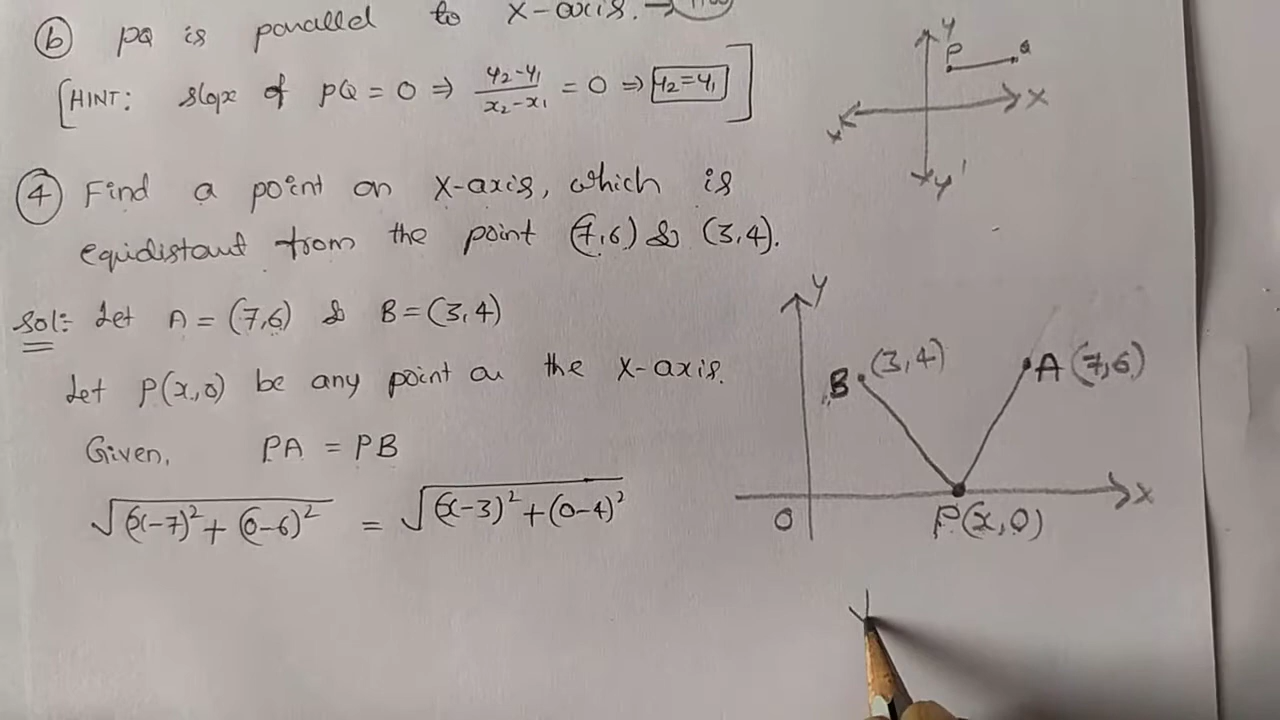 (b) PQ is parallel to X-axis. →
[HINT: slope of PQ = 0 ⇒ y₂-y₁/x₂-x₁ = 0 ⇒ y₂=y₁]
Y
P Q
X
x'
y'
(4) Find a point on X-axis, which is
equidistant from the point (7,6) & (3,4).
Sol: Let A = (7,6) & B = (3,4)
Let P(x,0) be any point on the X-axis.
Given, PA = PB
√(x-7)²+(0-6)² = √(x-3)²+(0-4)²
Y
B (3,4)
A (7,6)
X
O
P(x,0)